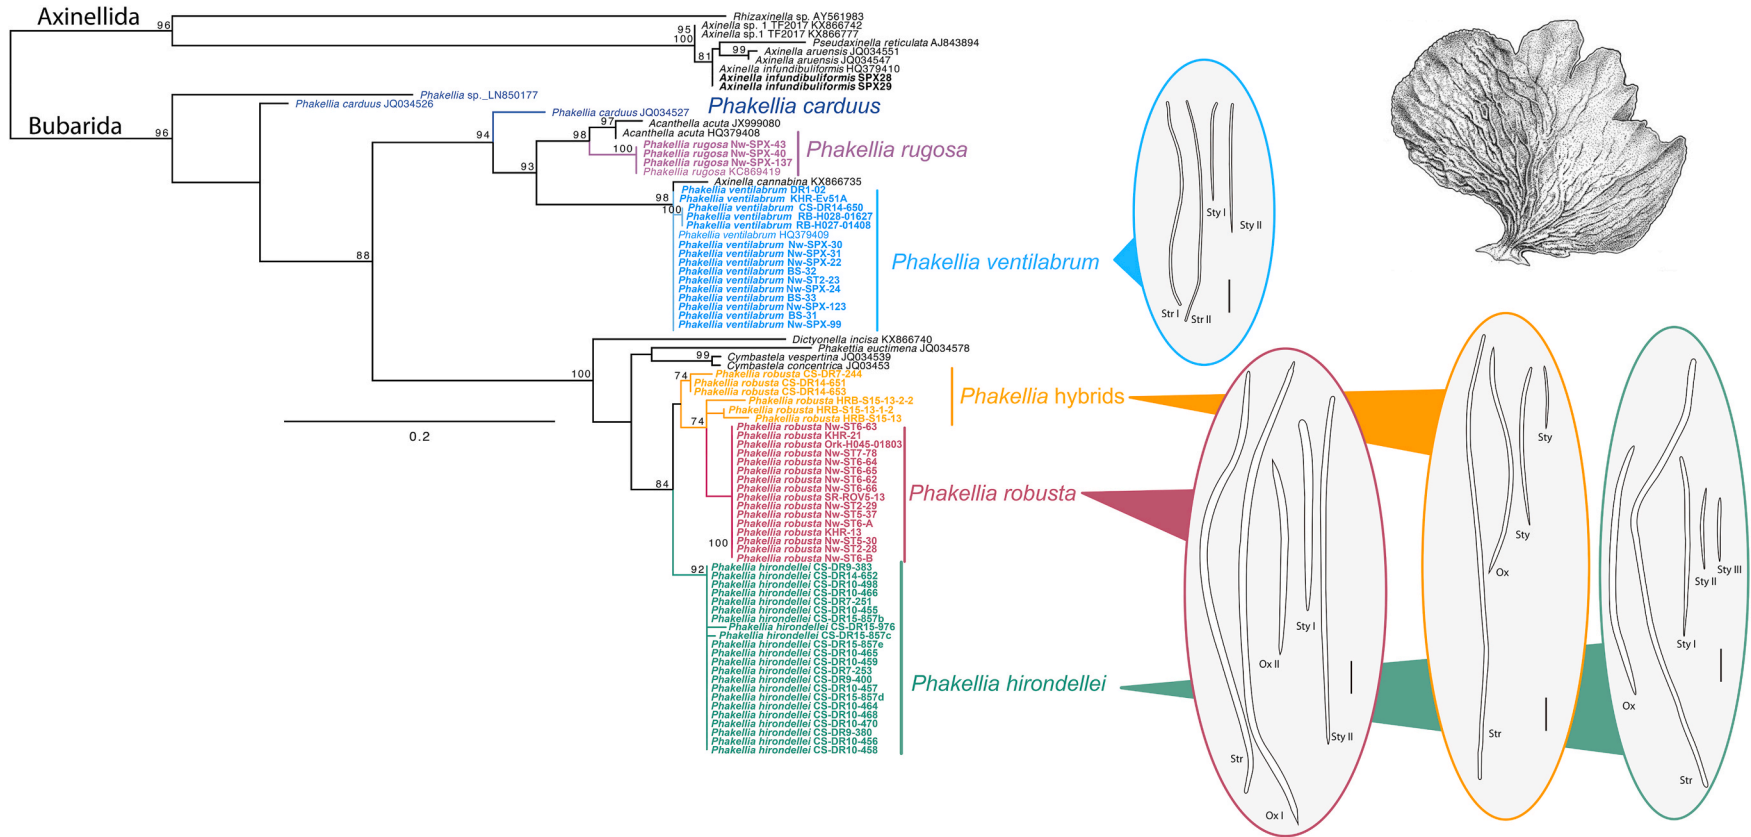 Axinellida
96
Rhizaxinella sp. AY561983
95
Axinella sp. 1 TF2017 KX866742
100
Axinella sp.1 TF2017 KX866777
Pseudaxinella reticulata AJ843894
99
Axinella aruensis JQ034551
81
Axinella aruensis JQ034547
Axinella infundibuliformis HQ379410
Axinella infundibuliformis SPX28
Axinella infundibuliformis SPX29
Bubarida
96
Phakellia sp._LN850177
Phakellia carduus JQ034526
Phakellia carduus JQ034527
Phakellia carduus
94
97
Acanthella acuta JX999080
98
Acanthella acuta HQ379408
100
Phakellia rugosa Nw-SPX-43
Phakellia rugosa Nw-SPX-40
Phakellia rugosa Nw-SPX-137
Phakellia rugosa KC869419
Phakellia rugosa
93
Axinella cannabina KX866735
98
Phakellia ventilabrum DR1-02
Phakellia ventilabrum KHR-Ev51A
100
Phakellia ventilabrum CS-DR14-650
Phakellia ventilabrum RB-H028-01627
Phakellia ventilabrum RB-H027-01408
Phakellia ventilabrum HQ379409
Phakellia ventilabrum Nw-SPX-30
Phakellia ventilabrum Nw-SPX-31
Phakellia ventilabrum Nw-SPX-22
Phakellia ventilabrum BS-32
Phakellia ventilabrum Nw-ST2-23
Phakellia ventilabrum Nw-SPX-24
Phakellia ventilabrum BS-33
Phakellia ventilabrum Nw-SPX-123
Phakellia ventilabrum BS-31
Phakellia ventilabrum Nw-SPX-99
Phakellia ventilabrum
88
Dictyonella incisa KX866740
Phakettia euctimena JQ034578
100
99
Cymbastela vespertina JQ034539
Cymbastela concentrica JQ03453
74
Phakellia robusta CS-DR7-244
Phakellia robusta CS-DR14-651
Phakellia robusta CS-DR14-653
Phakellia robusta HRB-S15-13-2-2
Phakellia robusta HRB-S15-13-1-2
74
Phakellia robusta HRB-S15-13
Phakellia hybrids
0.2
84
Phakellia robusta Nw-ST6-63
Phakellia robusta KHR-21
Phakellia robusta Ork-H045-01803
Phakellia robusta Nw-ST7-78
Phakellia robusta Nw-ST6-64
Phakellia robusta Nw-ST6-65
Phakellia robusta Nw-ST6-62
Phakellia robusta Nw-ST6-66
Phakellia robusta SR-ROV5-13
Phakellia robusta Nw-ST2-29
Phakellia robusta Nw-ST5-37
Phakellia robusta Nw-ST6-A
Phakellia robusta KHR-13
100
Phakellia robusta Nw-ST5-30
Phakellia robusta Nw-ST2-28
Phakellia robusta Nw-ST6-B
Phakellia robusta
92
Phakellia hirondellei CS-DR9-383
Phakellia hirondellei CS-DR14-652
Phakellia hirondellei CS-DR10-498
Phakellia hirondellei CS-DR10-466
Phakellia hirondellei CS-DR7-251
Phakellia hirondellei CS-DR10-455
Phakellia hirondellei CS-DR15-857b
Phakellia hirondellei CS-DR15-976
Phakellia hirondellei CS-DR15-857c
Phakellia hirondellei CS-DR15-857e
Phakellia hirondellei CS-DR10-465
Phakellia hirondellei CS-DR10-459
Phakellia hirondellei CS-DR7-253
Phakellia hirondellei CS-DR9-400
Phakellia hirondellei CS-DR10-457
Phakellia hirondellei CS-DR15-857d
Phakellia hirondellei CS-DR10-464
Phakellia hirondellei CS-DR10-468
Phakellia hirondellei CS-DR10-470
Phakellia hirondellei CS-DR9-380
Phakellia hirondellei CS-DR10-456
Phakellia hirondellei CS-DR10-458
Phakellia hirondellei
Sty I
Sty II
Str I
Str II
Sty I
Ox II
Sty II
Str
Ox I
Sty
Sty
Ox
Str
Sty III
Sty II
Sty I
Ox
Str